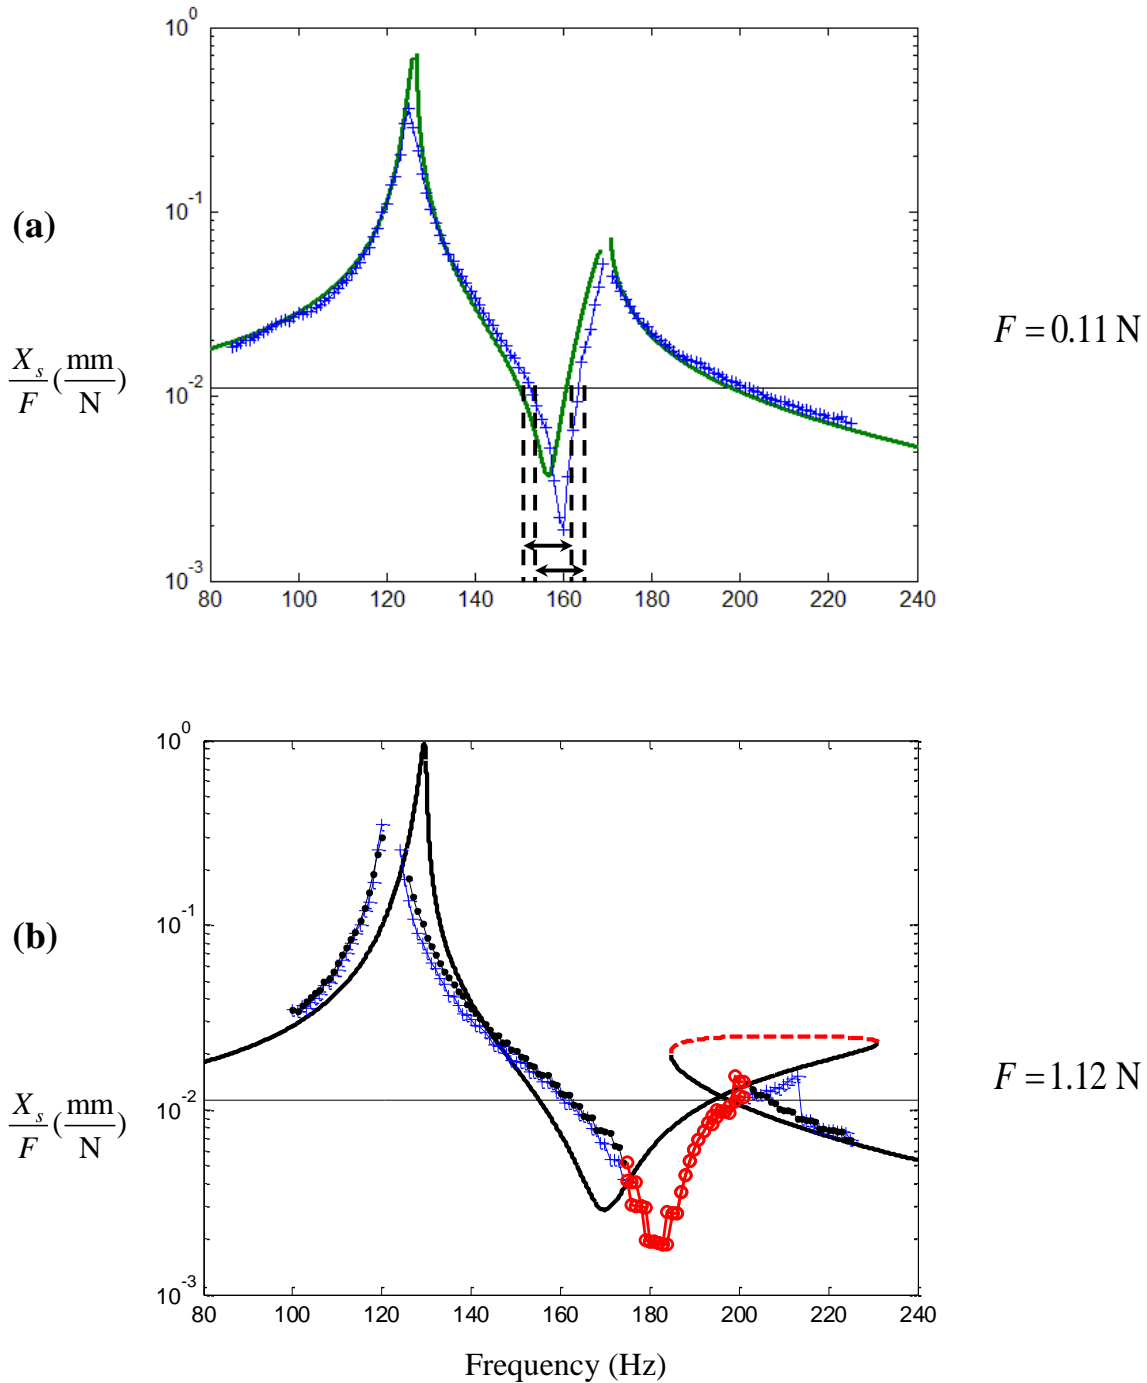 10^0
10^-1
10^-2
10^-3
80 100 120 140 160 180 200 220 240
(a)
X_s/F (mm/N)
F = 0.11 N
10^0
10^-1
10^-2
10^-3
80 100 120 140 160 180 200 220 240
(b)
X_s/F (mm/N)
F = 1.12 N
Frequency (Hz)